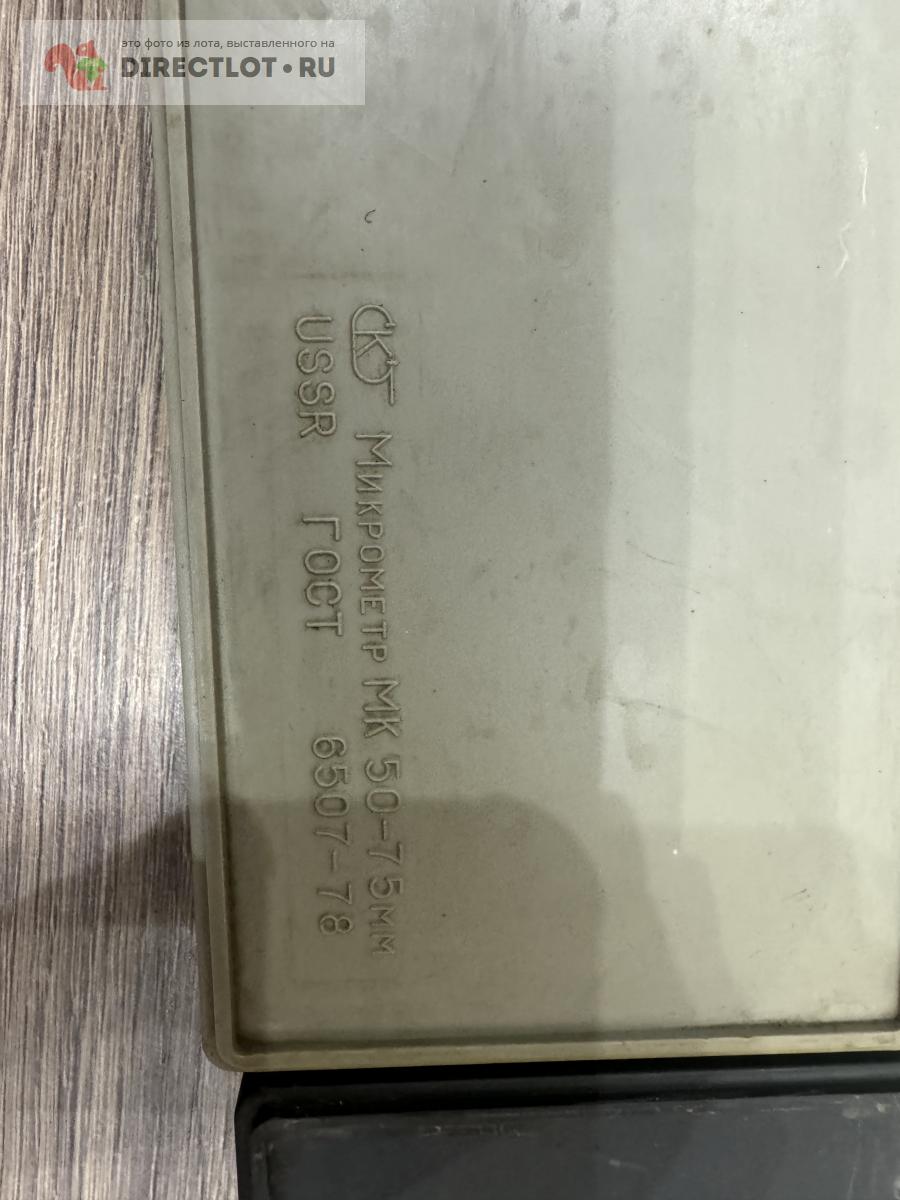 это фото из лота, выставленного на
DIRECTLOT•RU
Микрометр МК 50-75мм
USSR ГОСТ 6507-78